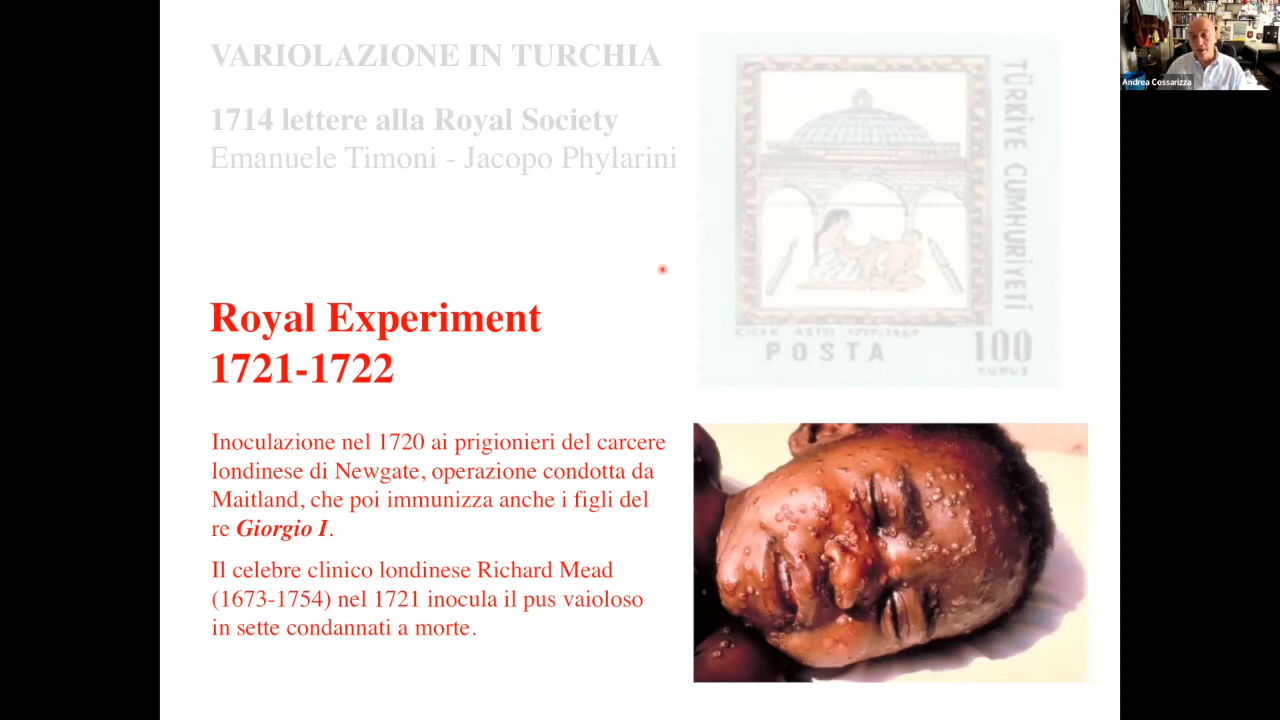 VARIOLAZIONE IN TURCHIA
1714 lettere alla Royal Society
Emanuele Timoni - Jacopo Phylarini
Royal Experiment
1721-1722
Inoculazione nel 1720 ai prigionieri del carcere
londinese di Newgate, operazione condotta da
Maitland, che poi immunizza anche i figli del
re Giorgio I.
Il celebre clinico londinese Richard Mead
(1673-1754) nel 1721 inocula il pus vaioloso
in sette condannati a morte.
TÜRKİYE CUMHURİYETİ
POSTA
100
KURUŞ
Andrea Cossarizza